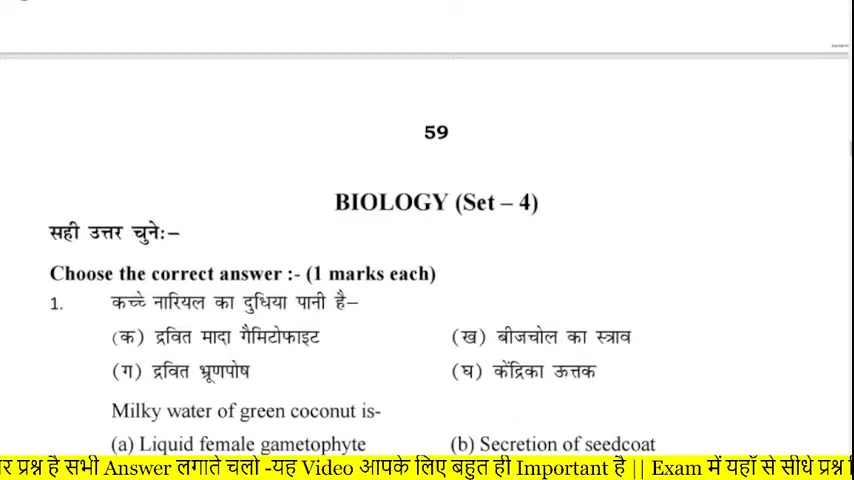 59
BIOLOGY (Set – 4)
सही उत्तर चुनेः–
Choose the correct answer :- (1 marks each)
1. कच्चे नारियल का दुधिया पानी है–
(क) द्रवित मादा गैमिटोफाइट (ख) बीजचोल का स्त्राव
(ग) द्रवित भ्रूणपोष (घ) केंद्रिका ऊत्तक
Milky water of green coconut is-
(a) Liquid female gametophyte (b) Secretion of seedcoat
र प्रश्न है सभी Answer लगाते चलो -यह Video आपके लिए बहुत ही Important है || Exam में यहाँ से सीधे प्रश्न